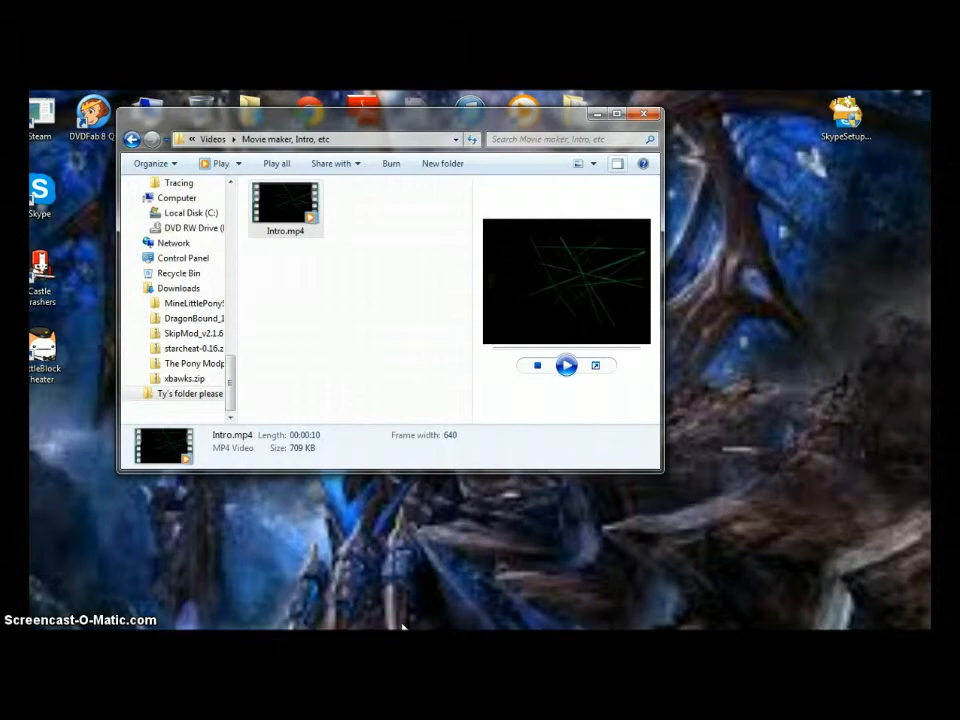 Steam
DVDFab 8 Q
SkypeSetup...
Skype
Castle
rashers
ttleBlock
Theater
« Videos Movie maker, Intro, etc
Search Movie maker, Intro, etc
Organize Play Play all Share with Burn New folder
Tracing
Computer
Local Disk (C:)
DVD RW Drive (
Network
Control Panel
Recycle Bin
Downloads
MineLittlePony
DragonBound_1
SkipMod_v2.1.6
starcheat-0.16.z
The Pony Modp
xbawks.zip
Ty's folder please
Intro.mp4
Intro.mp4 Length: 00:00:10 Frame width: 640
MP4 Video Size: 709 KB
Screencast-O-Matic.com